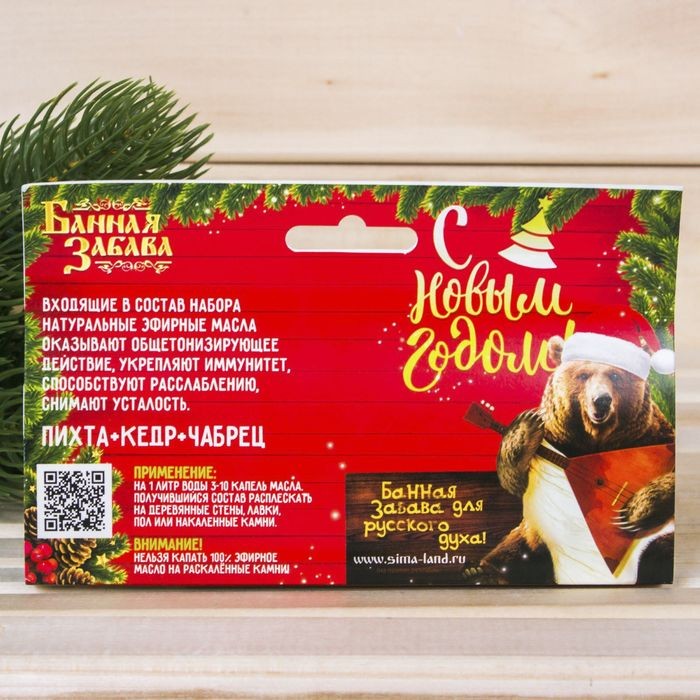 Банная
Забава
ВХОДЯЩИЕ В СОСТАВ НАБОРА
НАТУРАЛЬНЫЕ ЭФИРНЫЕ МАСЛА
ОКАЗЫВАЮТ ОБЩЕТОНИЗИРУЮЩЕЕ
ДЕЙСТВИЕ, УКРЕПЛЯЮТ ИММУНИТЕТ,
СПОСОБСТВУЮТ РАССЛАБЛЕНИЮ,
СНИМАЮТ УСТАЛОСТЬ.
ПИХТА+КЕДР+ЧАБРЕЦ
ПРИМЕНЕНИЕ:
НА 1 ЛИТР ВОДЫ 3-10 КАПЕЛЬ МАСЛА.
ПОЛУЧИВШИЙСЯ СОСТАВ РАСПЛЕСКАТЬ
НА ДЕРЕВЯННЫЕ СТЕНЫ, ЛАВКИ,
ПОЛ ИЛИ НАКАЛЕННЫЕ КАМНИ.
ВНИМАНИЕ!
НЕЛЬЗЯ КАПАТЬ 100% ЭФИРНОЕ
МАСЛО НА РАСКАЛЁННЫЕ КАМНИ!
С
Новым
годом!
Банная
забава для
русского
духа!
www.sima-land.ru